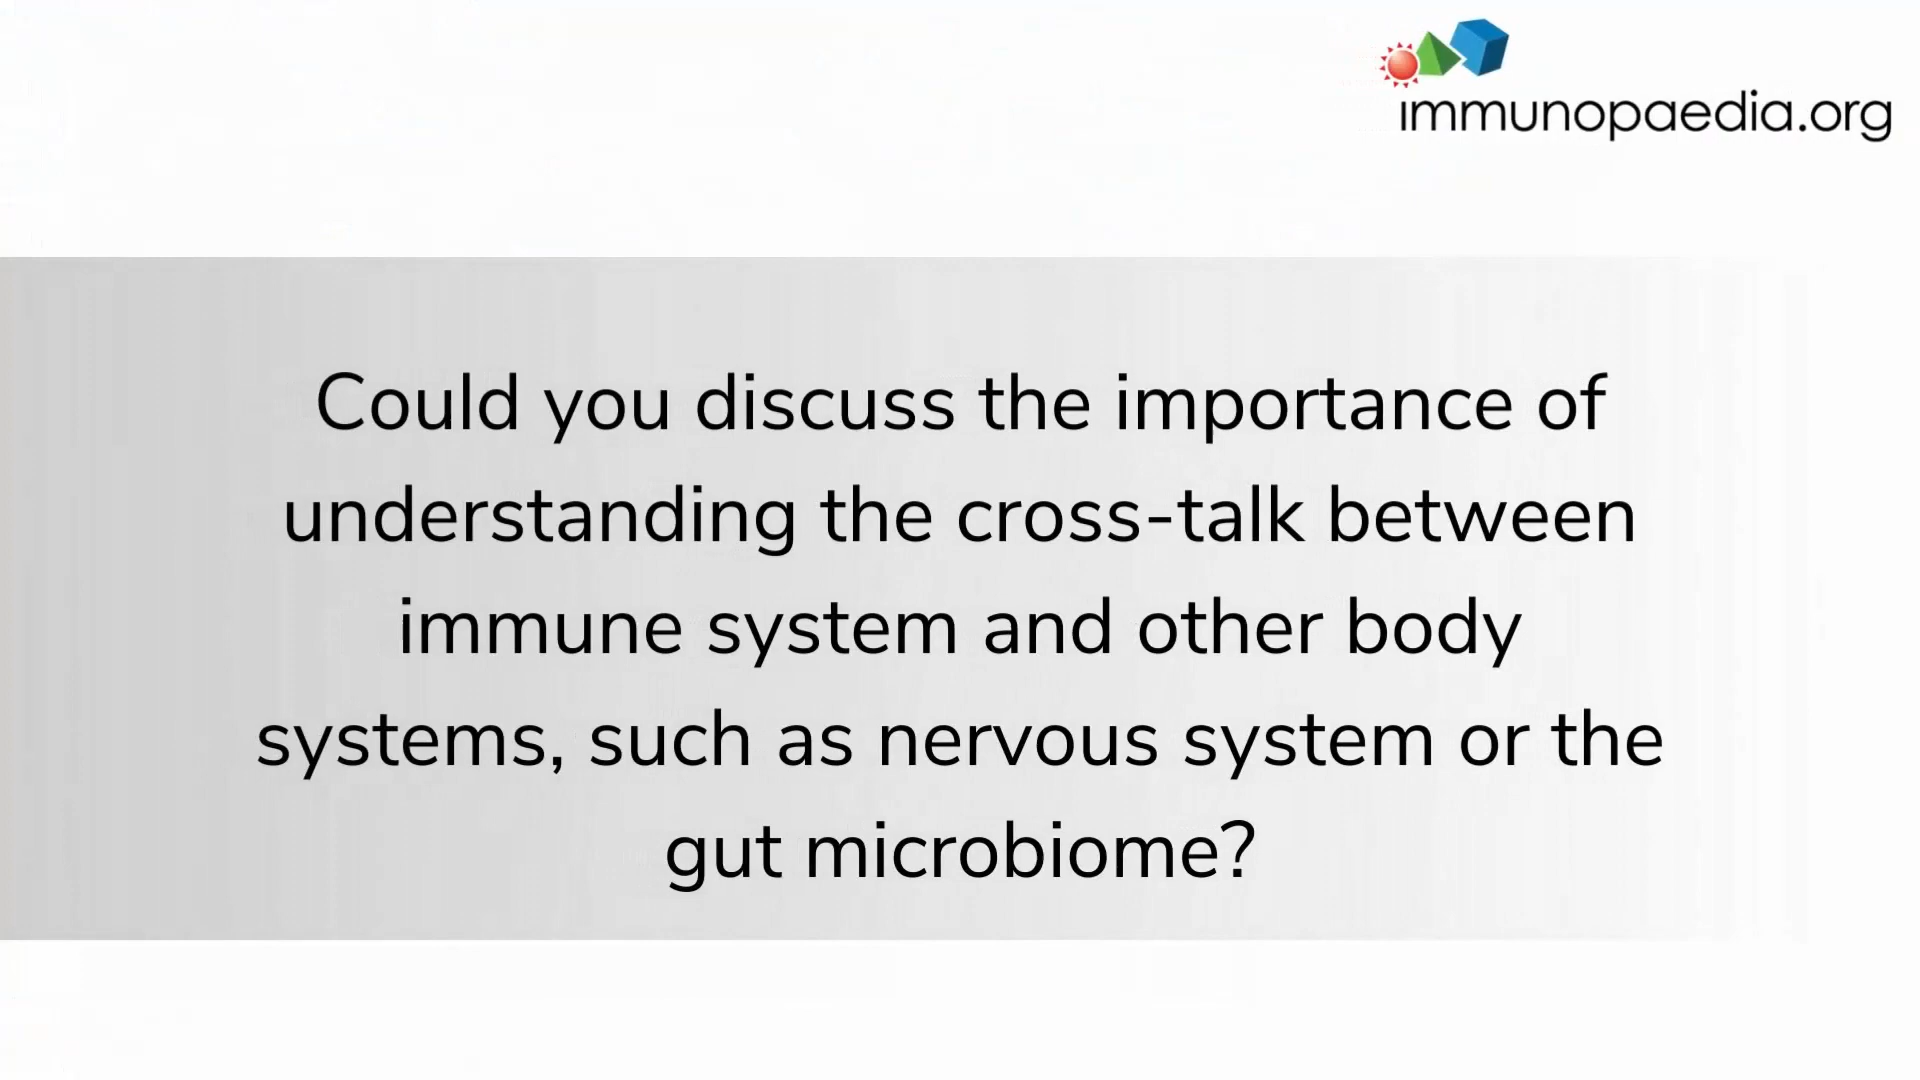 immunopaedia.org
Could you discuss the importance of
understanding the cross-talk between
immune system and other body
systems, such as nervous system or the
gut microbiome?